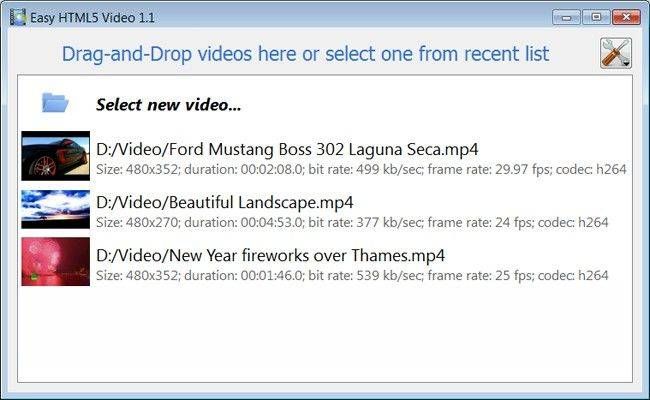 Easy HTML5 Video 1.1
Drag-and-Drop videos here or select one from recent list
Select new video...
D:/Video/Ford Mustang Boss 302 Laguna Seca.mp4
Size: 480x352; duration: 00:02:08.0; bit rate: 499 kb/sec; frame rate: 29.97 fps; codec: h264
D:/Video/Beautiful Landscape.mp4
Size: 480x270; duration: 00:04:53.0; bit rate: 377 kb/sec; frame rate: 24 fps; codec: h264
D:/Video/New Year fireworks over Thames.mp4
Size: 480x352; duration: 00:01:46.0; bit rate: 539 kb/sec; frame rate: 25 fps; codec: h264